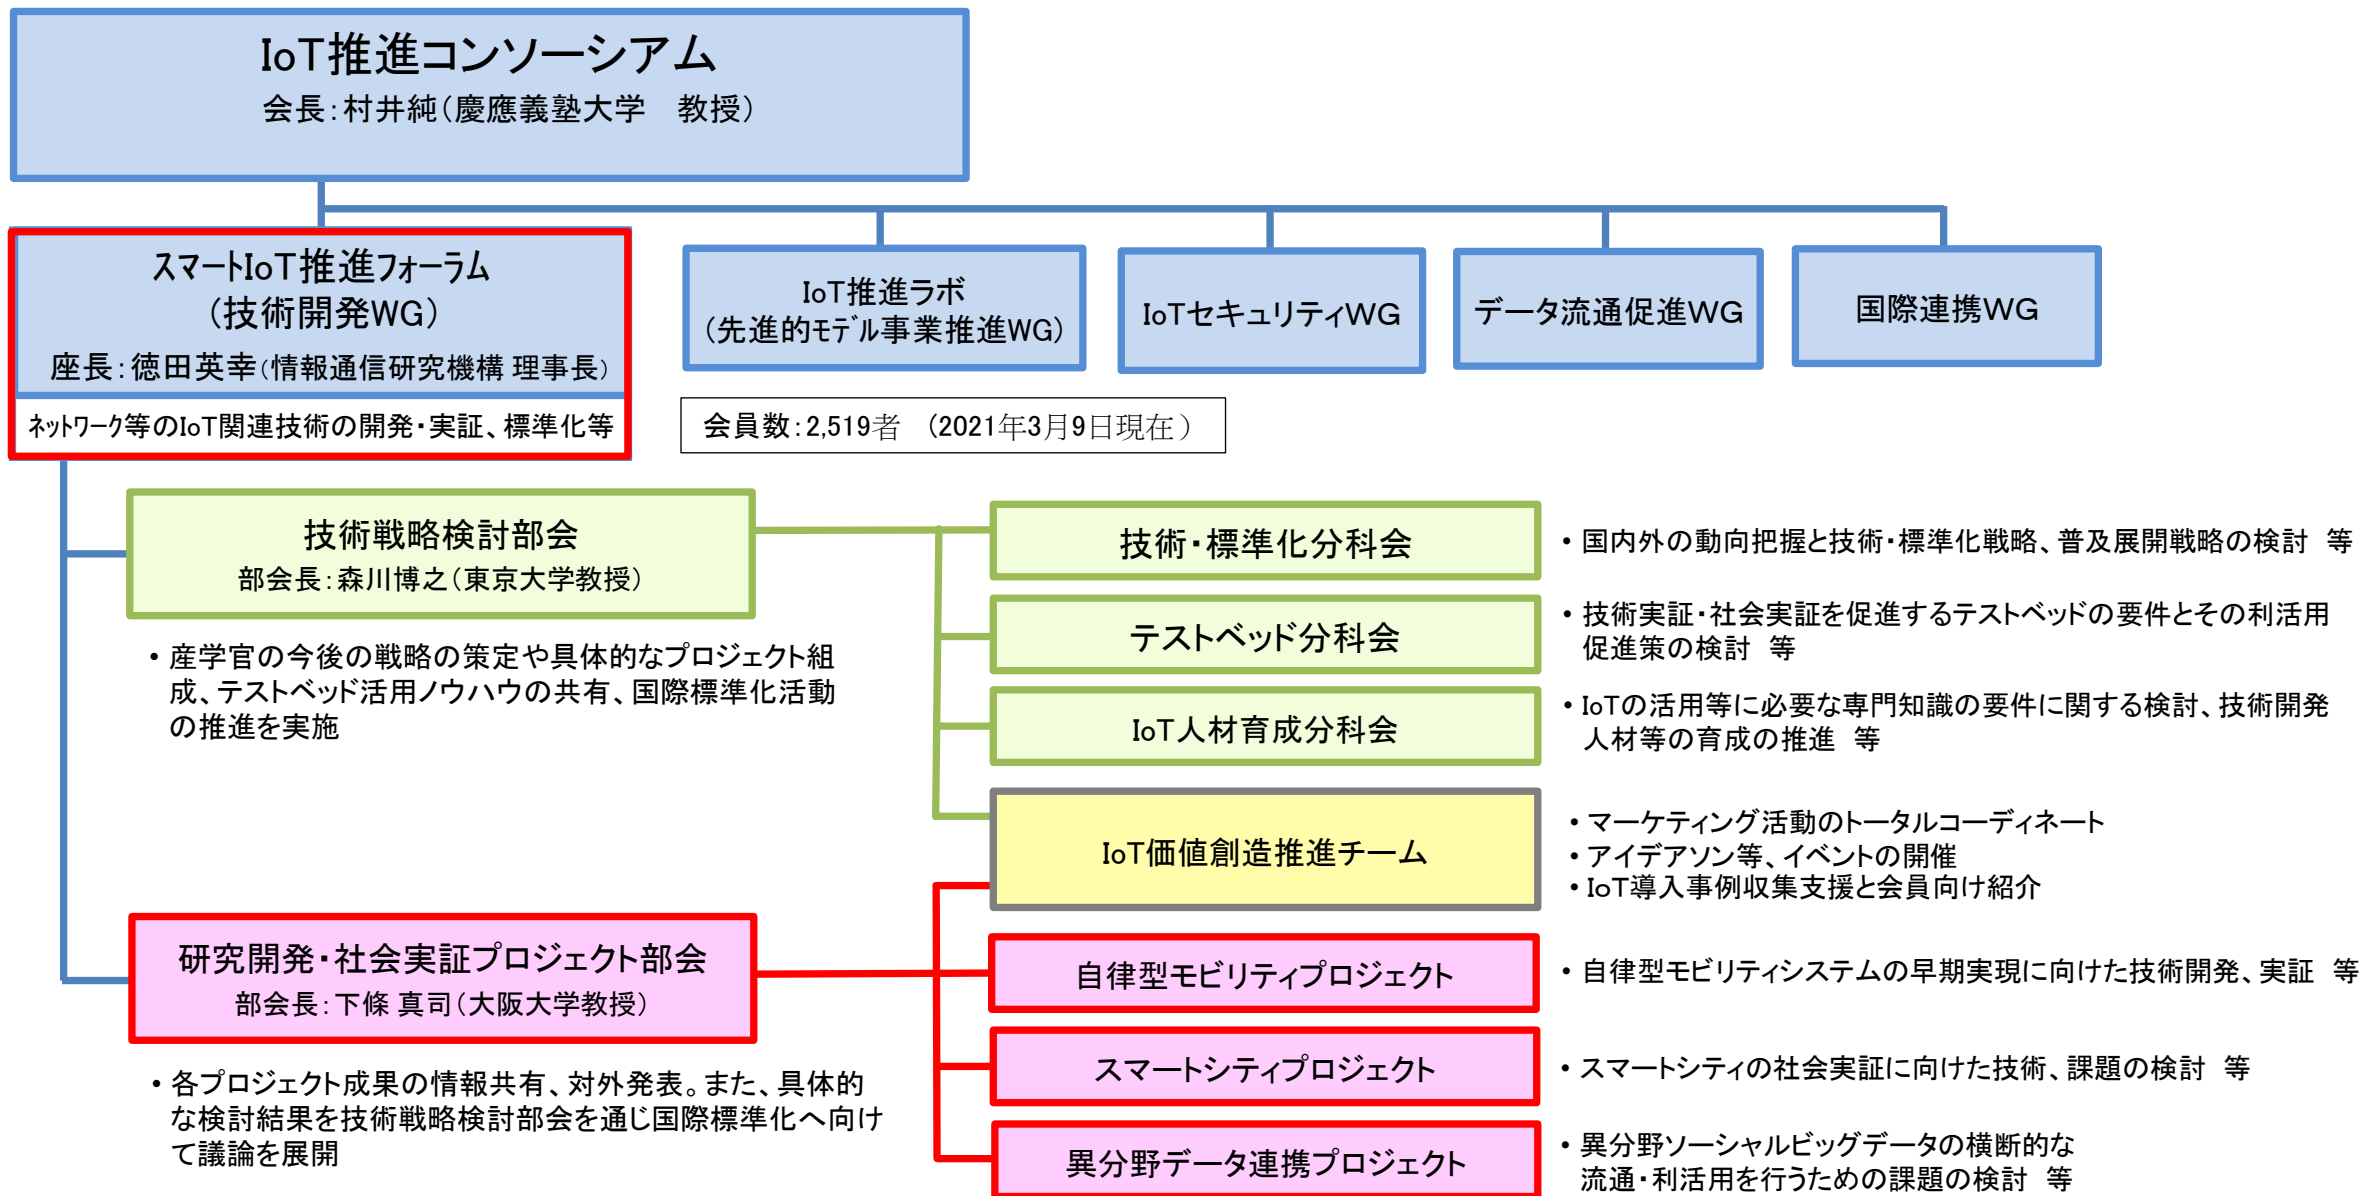 IoT推進コンソーシアム
会長：村井純（慶應義塾大学　教授）
スマートIoT推進フォーラム
（技術開発WG）
座長：徳田英幸（情報通信研究機構 理事長）
ネットワーク等のIoT関連技術の開発・実証、標準化等
IoT推進ラボ
（先進的モデル事業推進WG）
IoTセキュリティWG
データ流通促進WG
国際連携WG
会員数：2,519者　（2021年3月9日現在）
技術戦略検討部会
部会長：森川博之（東京大学教授）
・産学官の今後の戦略の策定や具体的なプロジェクト組
成、テストベッド活用ノウハウの共有、国際標準化活動
の推進を実施
技術・標準化分科会
・国内外の動向把握と技術・標準化戦略、普及展開戦略の検討　等
テストベッド分科会
・技術実証・社会実証を促進するテストベッドの要件とその利活用
促進策の検討　等
IoT人材育成分科会
・IoTの活用等に必要な専門知識の要件に関する検討、技術開発
人材等の育成の推進　等
IoT価値創造推進チーム
・マーケティング活動のトータルコーディネート
・アイデアソン等、イベントの開催
・IoT導入事例収集支援と会員向け紹介
研究開発・社会実証プロジェクト部会
部会長：下條 真司（大阪大学教授）
・各プロジェクト成果の情報共有、対外発表。また、具体的
な検討結果を技術戦略検討部会を通じ国際標準化へ向け
て議論を展開
自律型モビリティプロジェクト
・自律型モビリティシステムの早期実現に向けた技術開発、実証　等
スマートシティプロジェクト
・スマートシティの社会実証に向けた技術、課題の検討　等
異分野データ連携プロジェクト
・異分野ソーシャルビッグデータの横断的な
流通・利活用を行うための課題の検討　等